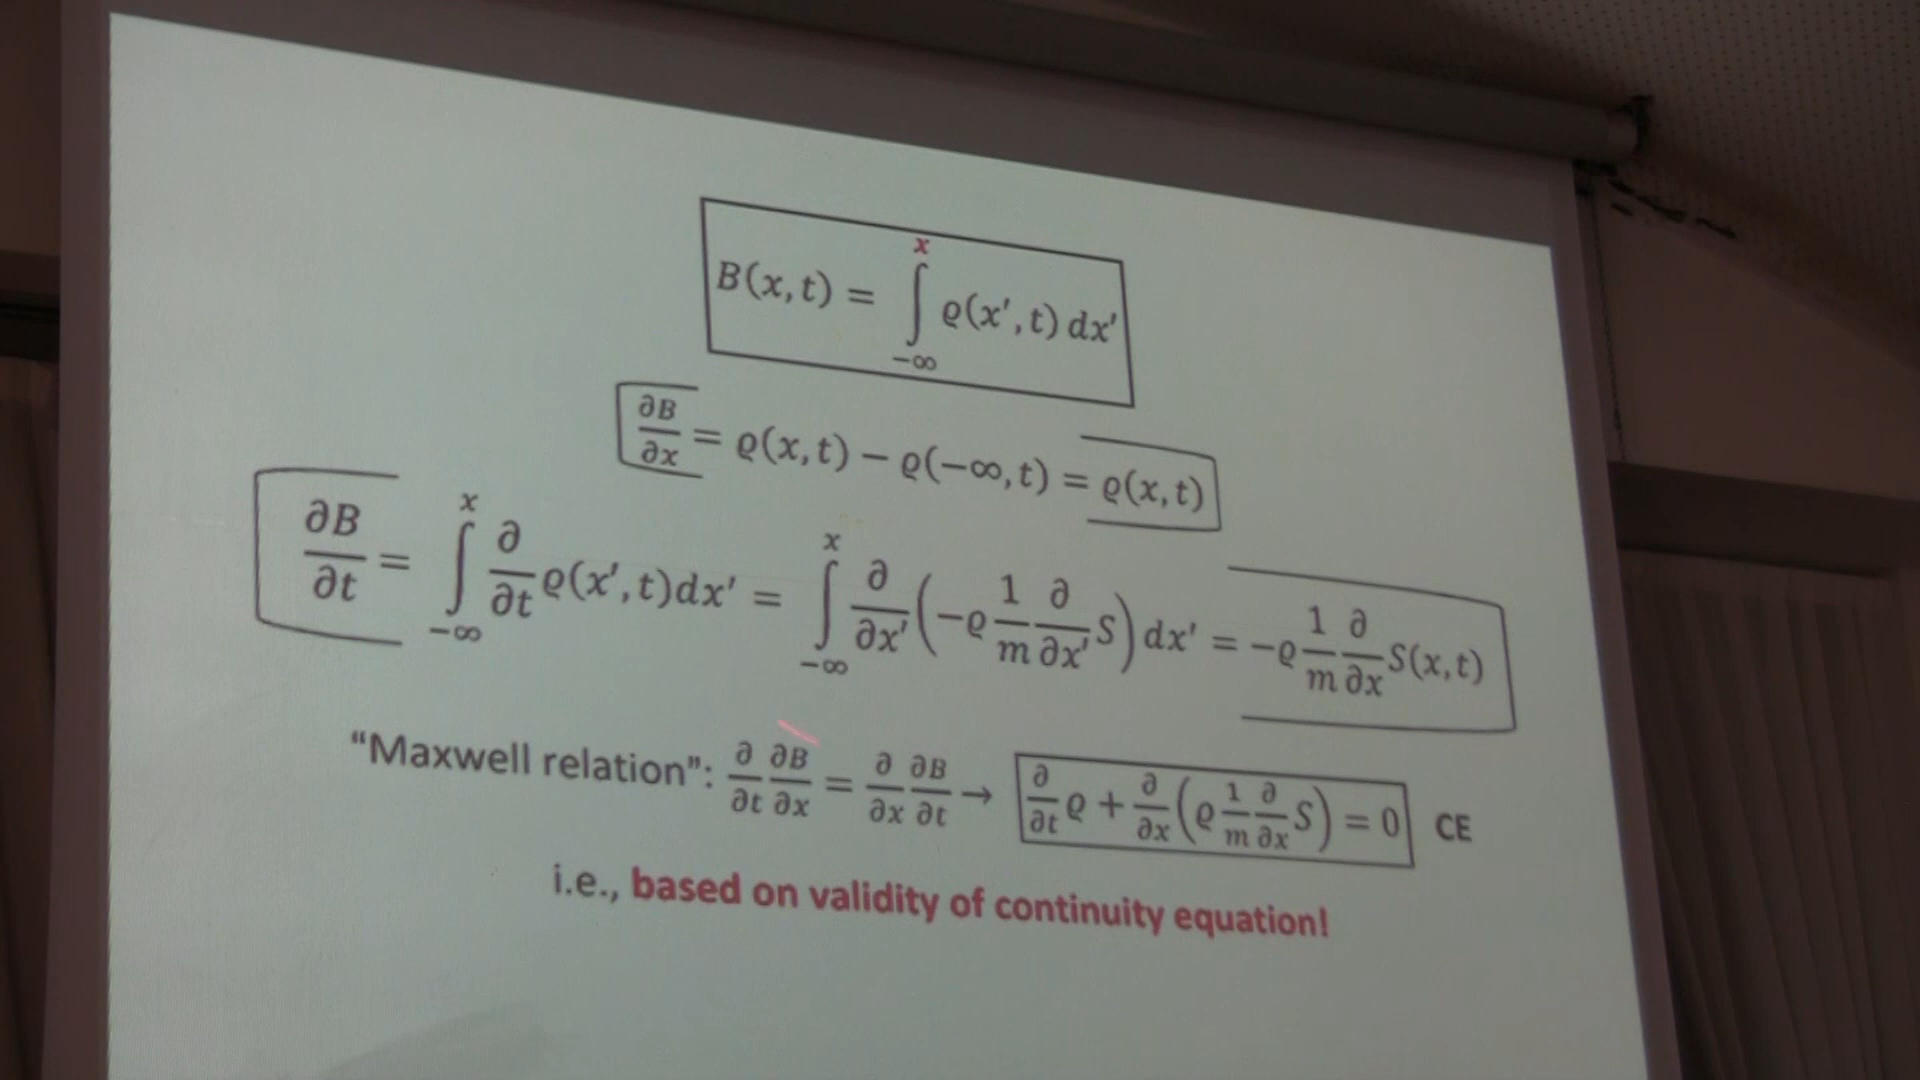 B(x, t) = ∫_{-∞}^{x} ϱ(x′, t) dx′
∂B/∂x = ϱ(x, t) − ϱ(−∞, t) = ϱ(x, t)
∂B/∂t = ∫_{-∞}^{x} ∂/∂t ϱ(x′, t)dx′ = ∫_{-∞}^{x} ∂/∂x′ (−ϱ 1/m ∂/∂x′ S) dx′ = −ϱ 1/m ∂/∂x S(x, t)
“Maxwell relation”: ∂/∂t ∂B/∂x = ∂/∂x ∂B/∂t → ∂/∂t ϱ + ∂/∂x (ϱ 1/m ∂/∂x S) = 0 CE
i.e., based on validity of continuity equation!